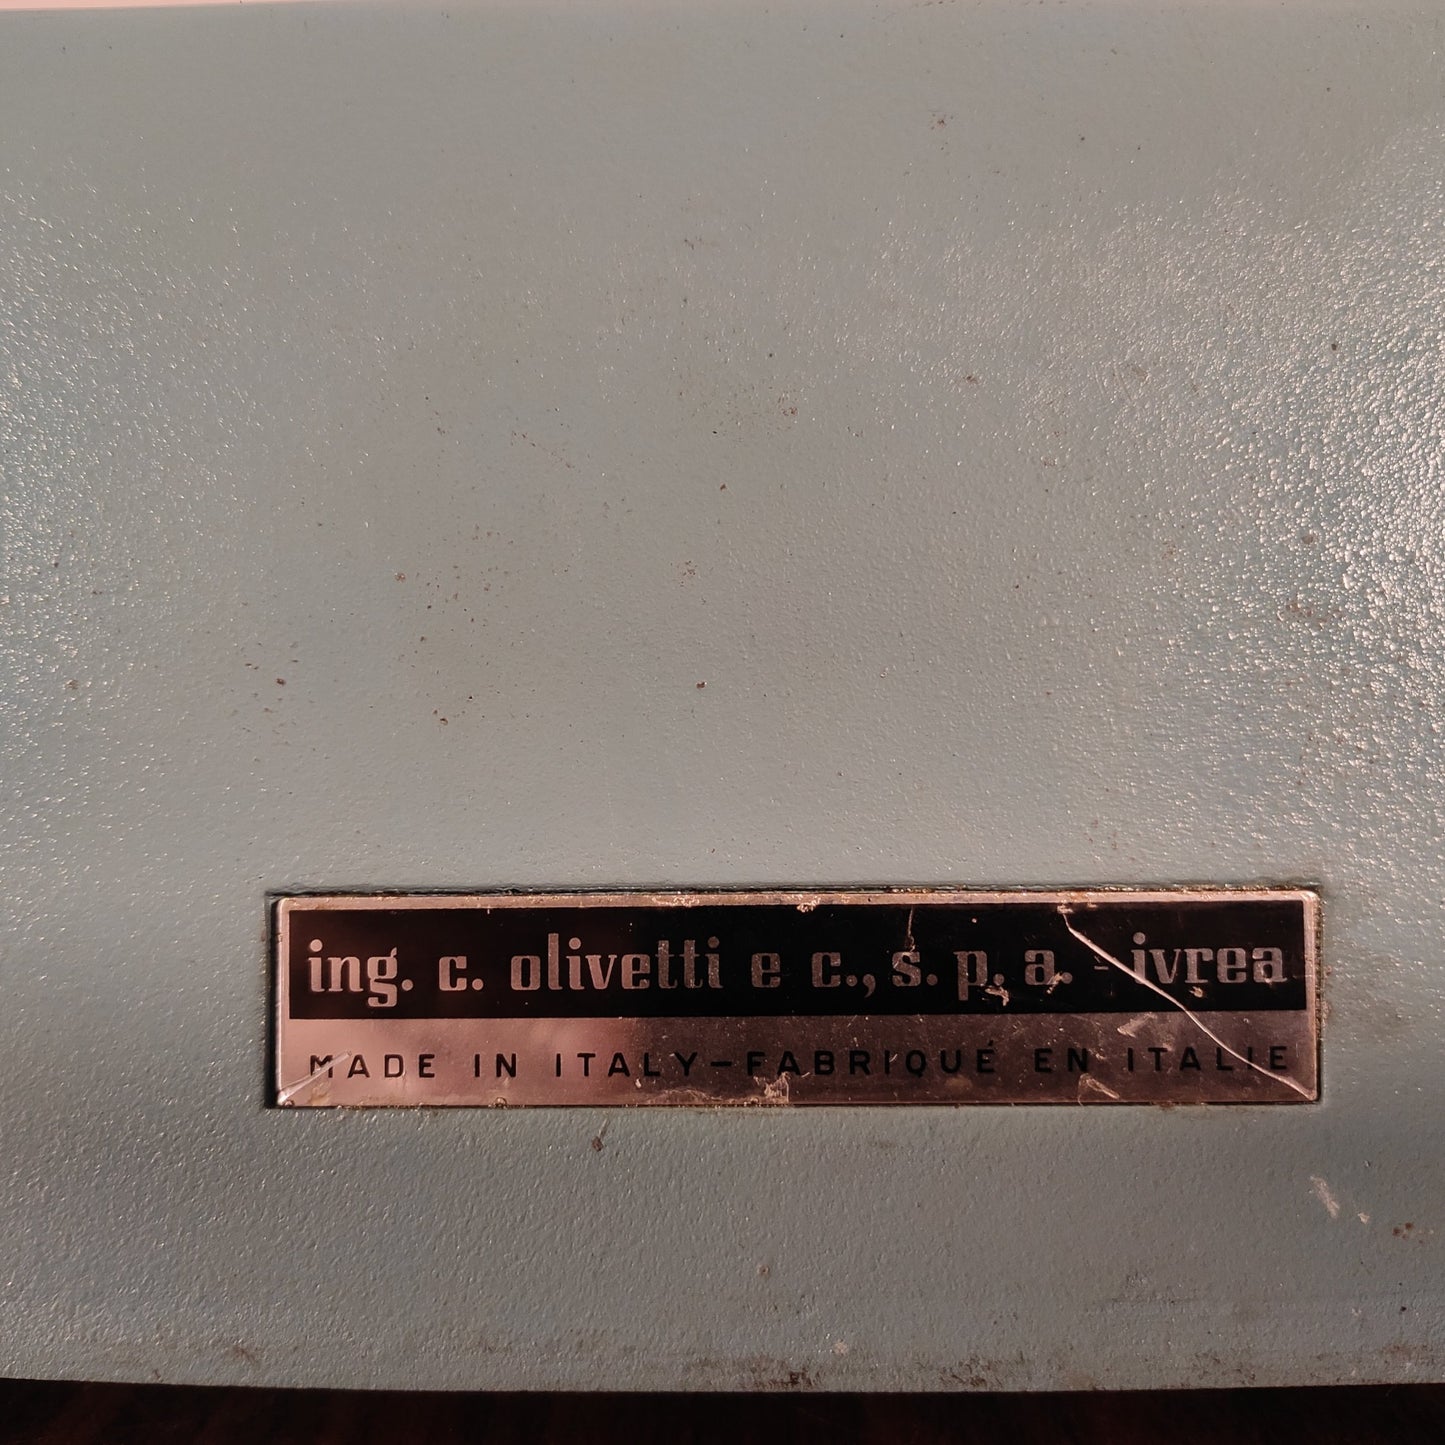 ing. c. olivetti e c., s. p. a. - ivrea
MADE IN ITALY-FABRIQUÉ EN ITALIE